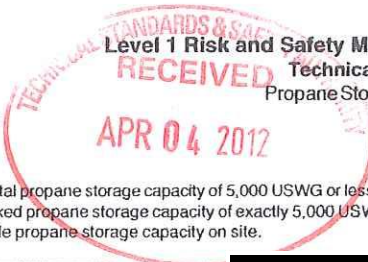 TECHNICAL STANDARDS & SAFETY AUTHORITY
Level 1 Risk and Safety M
RECEIVED
Technica
Propane Sto
APR 04 2012
tal propane storage capacity of 5,000 USWG or less
ked propane storage capacity of exactly 5,000 USW
le propane storage capacity on site.